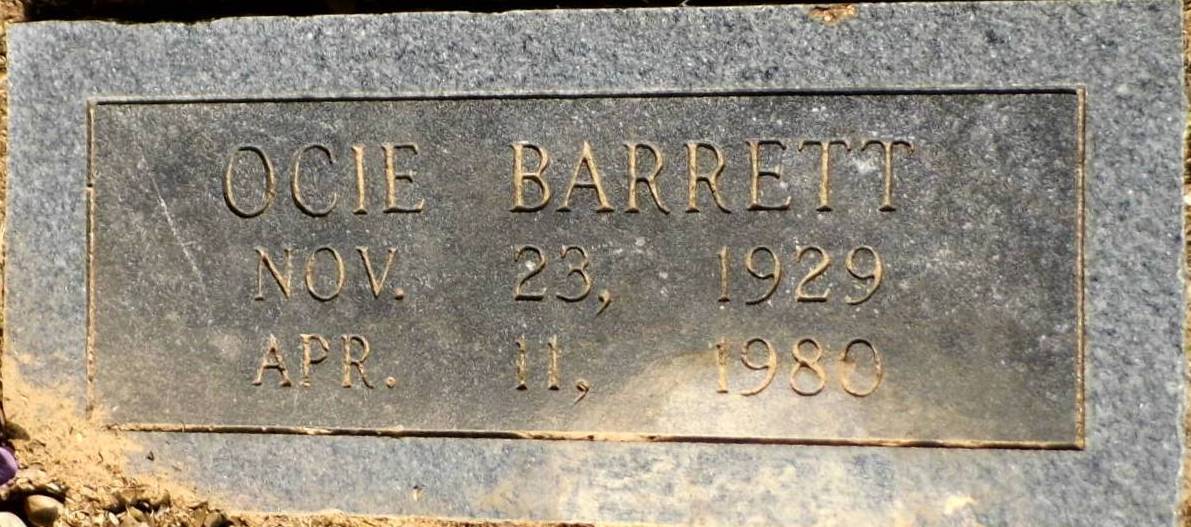 OCIE BARRETT
NOV. 23, 1929
APR. 11, 1980